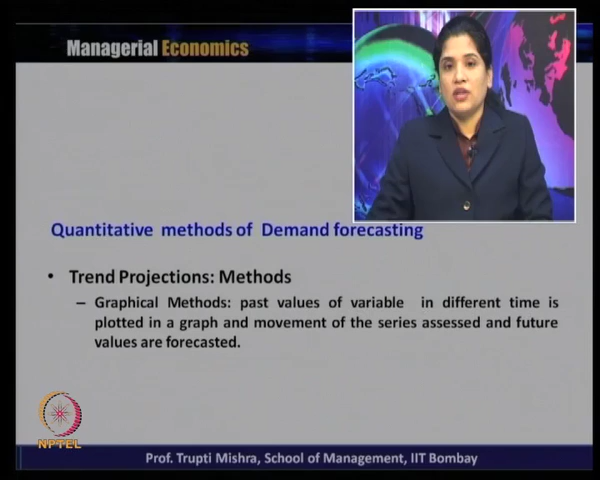 Managerial Economics
Quantitative methods of Demand forecasting
• Trend Projections: Methods
– Graphical Methods: past values of variable in different time is
plotted in a graph and movement of the series assessed and future
values are forecasted.
NPTEL
Prof. Trupti Mishra, School of Management, IIT Bombay